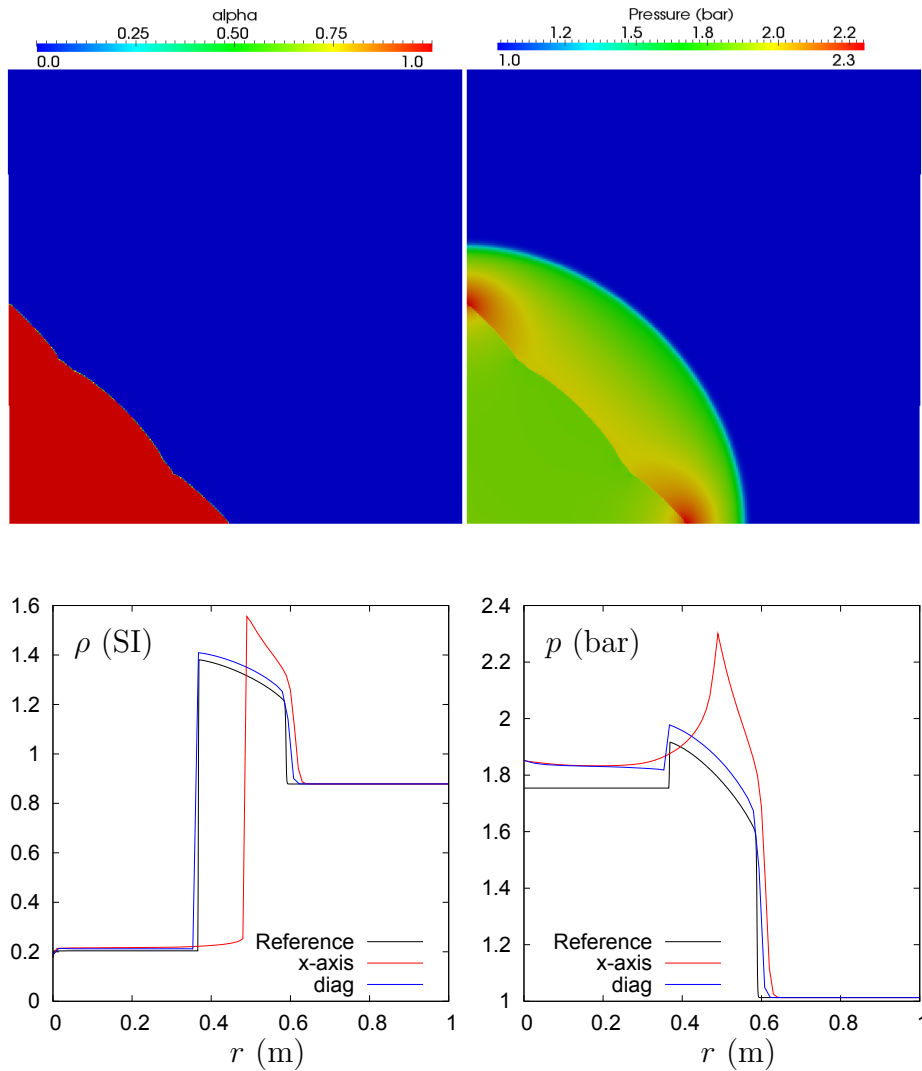 alpha
0.25 0.50 0.75
0.0 1.0
Pressure (bar)
1.2 1.5 1.8 2.0 2.2
1.0 2.3
1.6
1.4
1.2
1
0.8
0.6
0.4
0.2
0
ρ (SI)
Reference
x-axis
diag
0 0.2 0.4 0.6 0.8 1
r (m)
2.4
2.2
2
1.8
1.6
1.4
1.2
1
p (bar)
Reference
x-axis
diag
0 0.2 0.4 0.6 0.8 1
r (m)